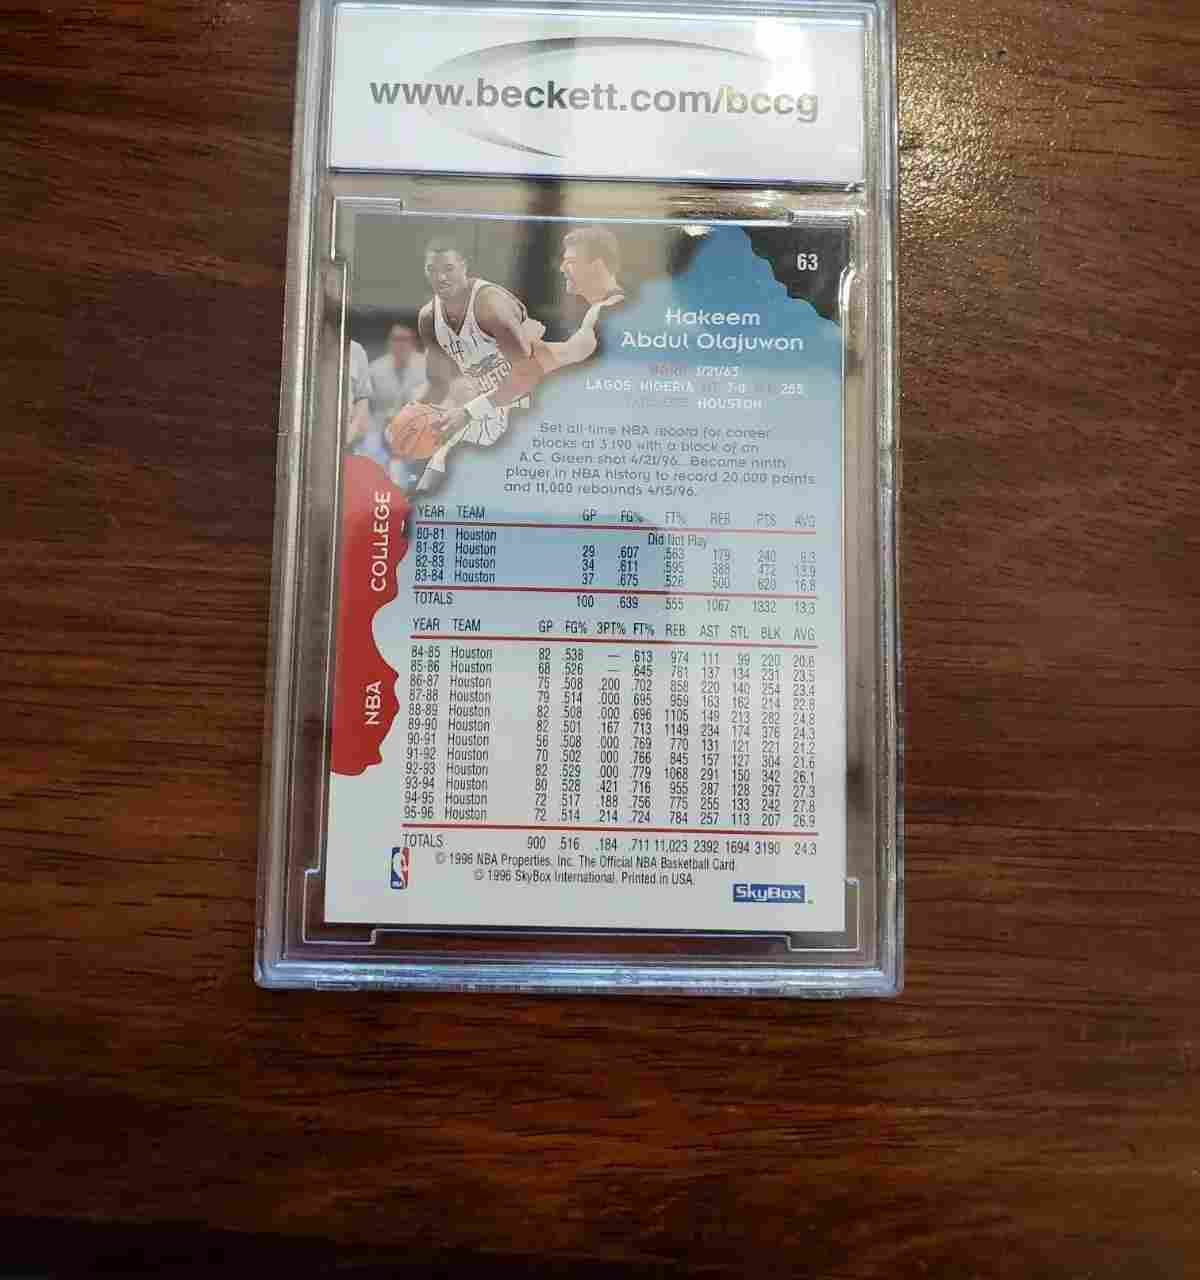 www.beckett.com/bccg
63
Hakeem
Abdul Olajuwon
1/21/63
LAGOS, NIGERIA 7-0 255
HOUSTON
Set all-time NBA record for career
blocks at 3,190 with a block of an
A.C. Green shot 4/21/96. Became ninth
player in NBA history to record 20,000 points
and 11,000 rebounds 4/15/96.
COLLEGE
YEAR TEAM GP FG% FT% REB PTS AVG
80-81 Houston Did Not Play
81-82 Houston 29 .607 .563 179 240 8.3
82-83 Houston 34 .611 .595 388 472 13.9
83-84 Houston 37 .675 .526 500 620 16.8
TOTALS 100 .639 .555 1067 1332 13.3
NBA
YEAR TEAM GP FG% 3PT% FT% REB AST STL BLK AVG
84-85 Houston 82 .538 — .613 974 111 99 220 20.6
85-86 Houston 68 .526 — .645 781 137 134 231 23.5
86-87 Houston 75 .508 .200 .702 858 220 140 254 23.4
87-88 Houston 79 .514 .000 .695 959 163 162 214 22.8
88-89 Houston 82 .508 .000 .696 1105 149 213 282 24.8
89-90 Houston 82 .501 .167 .713 1149 234 174 376 24.3
90-91 Houston 56 .508 .000 .769 770 131 121 221 21.2
91-92 Houston 70 .502 .000 .766 845 157 127 304 21.6
92-93 Houston 82 .529 .000 .779 1068 291 150 342 26.1
93-94 Houston 80 .528 .421 .716 955 287 128 297 27.3
94-95 Houston 72 .517 .188 .756 775 255 133 242 27.8
95-96 Houston 72 .514 .214 .724 784 257 113 207 26.9
TOTALS 900 .516 .184 .711 11,023 2392 1694 3190 24.3
© 1996 NBA Properties, Inc. The Official NBA Basketball Card.
© 1996 SkyBox International. Printed in USA.
NBA
SkyBox